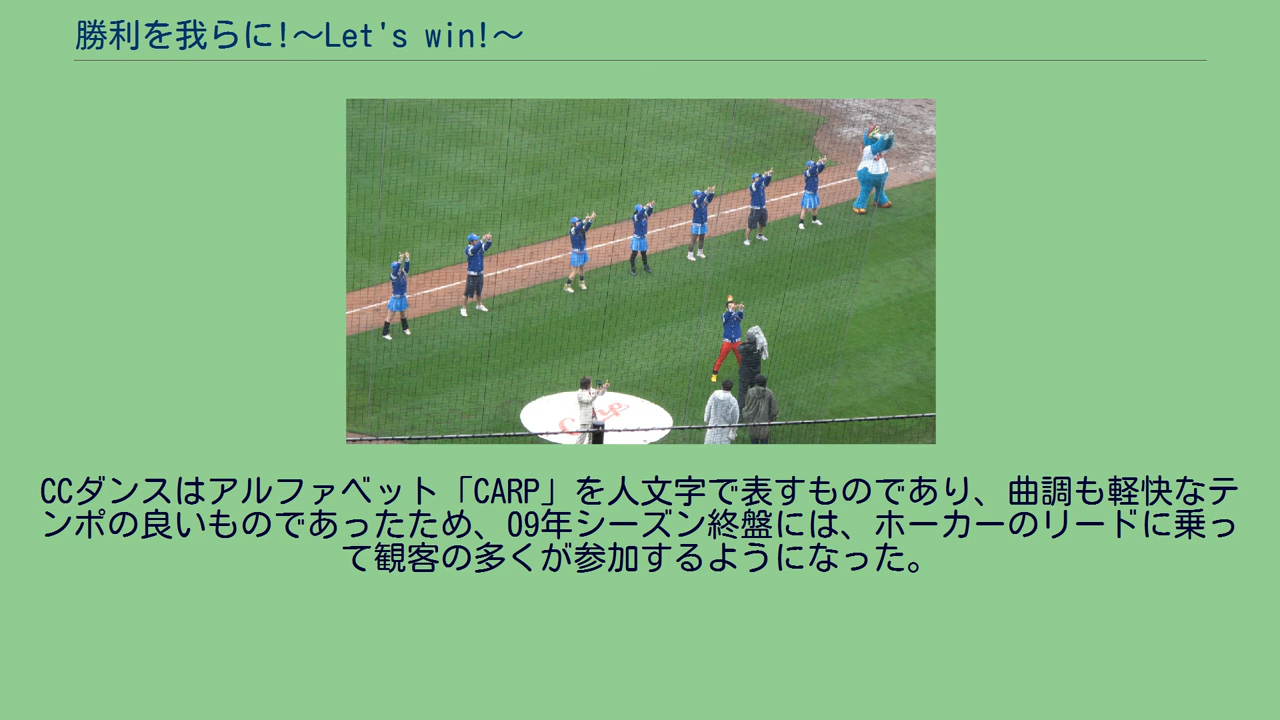 勝利を我らに!～Let's win!～
Carp
CCダンスはアルファベット「CARP」を人文字で表すものであり、曲調も軽快なテ
ンポの良いものであったため、09年シーズン終盤には、ホーカーのリードに乗っ
て観客の多くが参加するようになった。